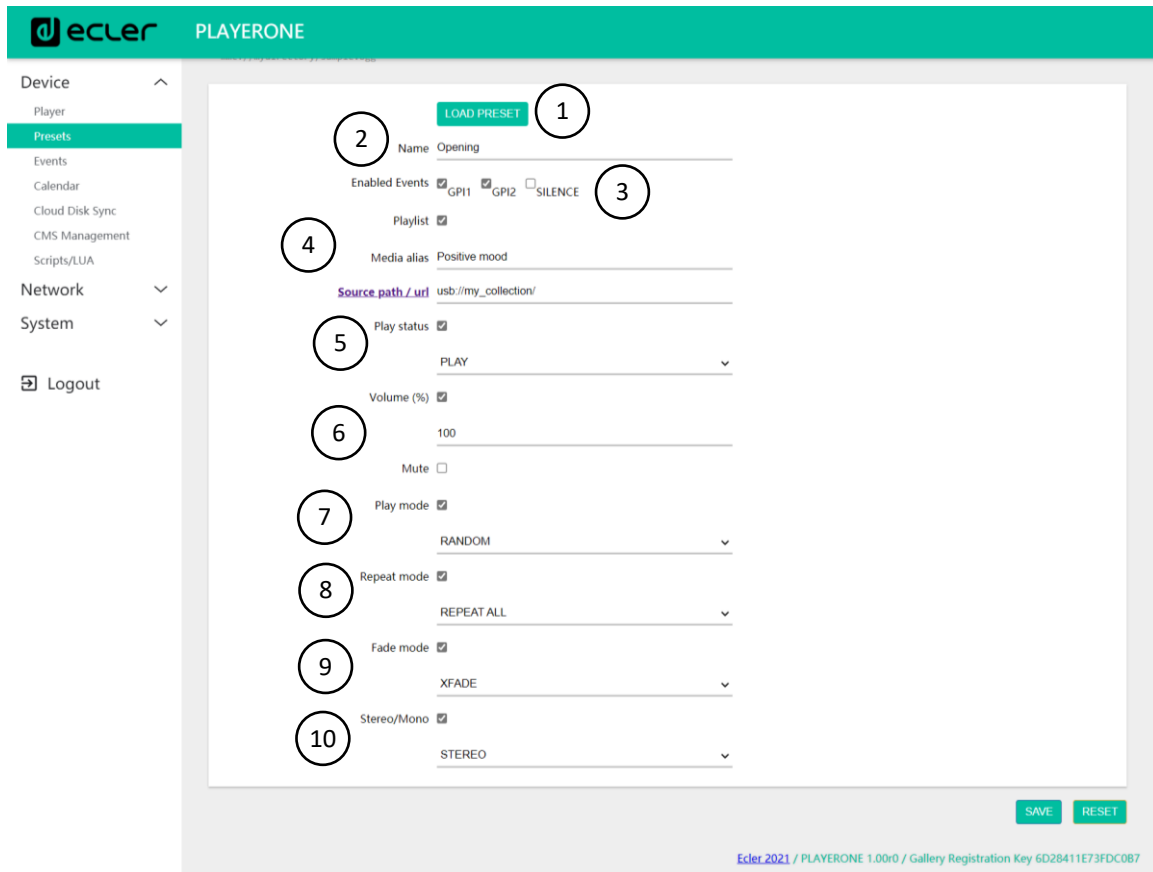 ecler
PLAYERONE
Device
Player
Presets
Events
Calendar
Cloud Disk Sync
CMS Management
Scripts/LUA
Network
System
Logout
LOAD PRESET
1
2
Name Opening
Enabled Events GPI1 GPI2 SILENCE
3
Playlist
4
Media alias Positive mood
Source path / url usb://my_collection/
Play status
5
PLAY
Volume (%)
6
100
Mute
Play mode
7
RANDOM
Repeat mode
8
REPEAT ALL
Fade mode
9
XFADE
Stereo/Mono
10
STEREO
SAVE RESET
Ecler 2021 / PLAYERONE 1.00r0 / Gallery Registration Key 6D28411E73FDC0B7